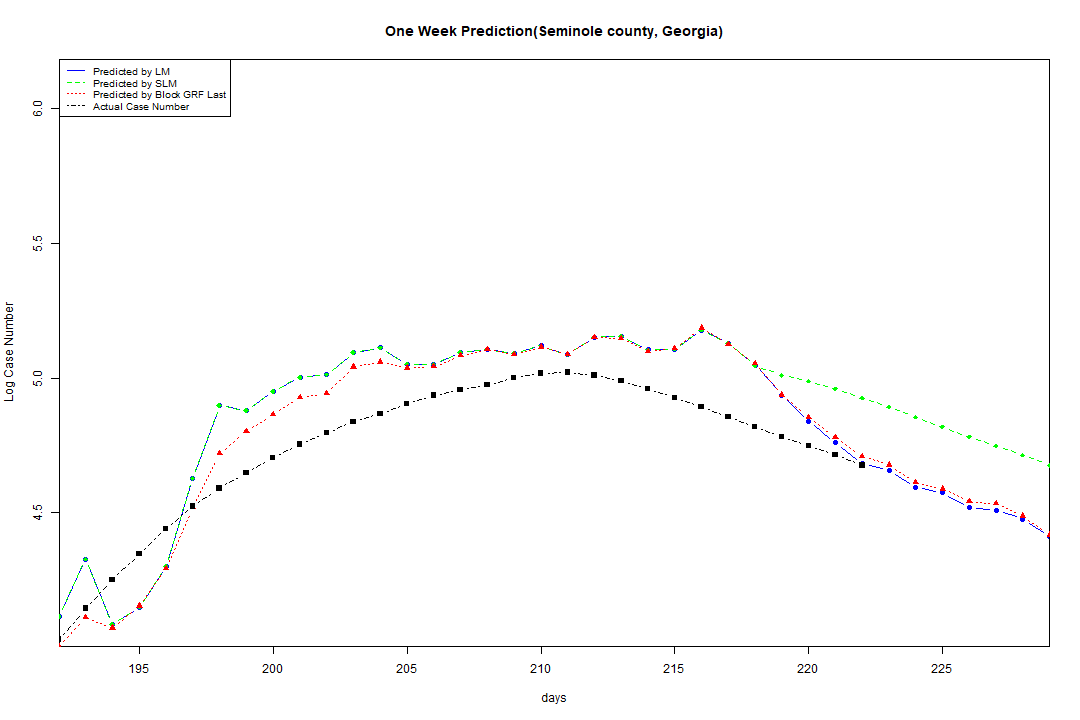 One Week Prediction(Seminole county, Georgia)
Predicted by LM
Predicted by SLM
Predicted by Block GRF Last
Actual Case Number
Log Case Number
6.0
5.5
5.0
4.5
195 200 205 210 215 220 225
days